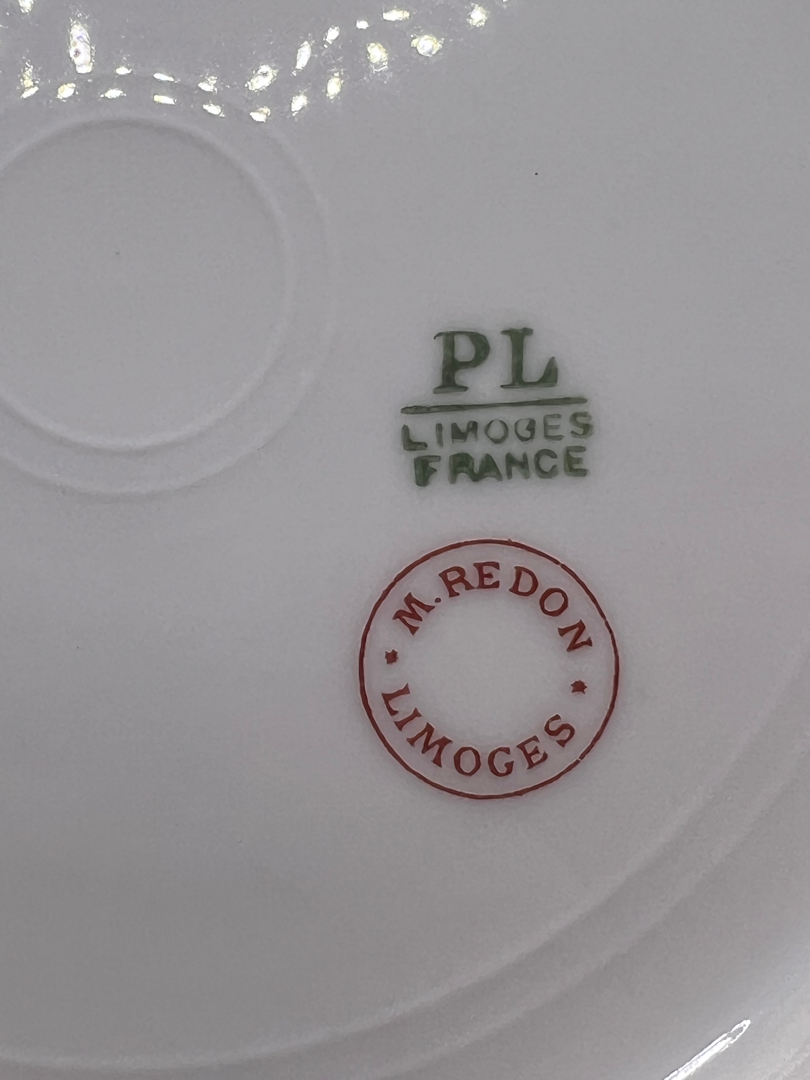 PL
LIMOGES
FRANCE
M. REDON
LIMOGES